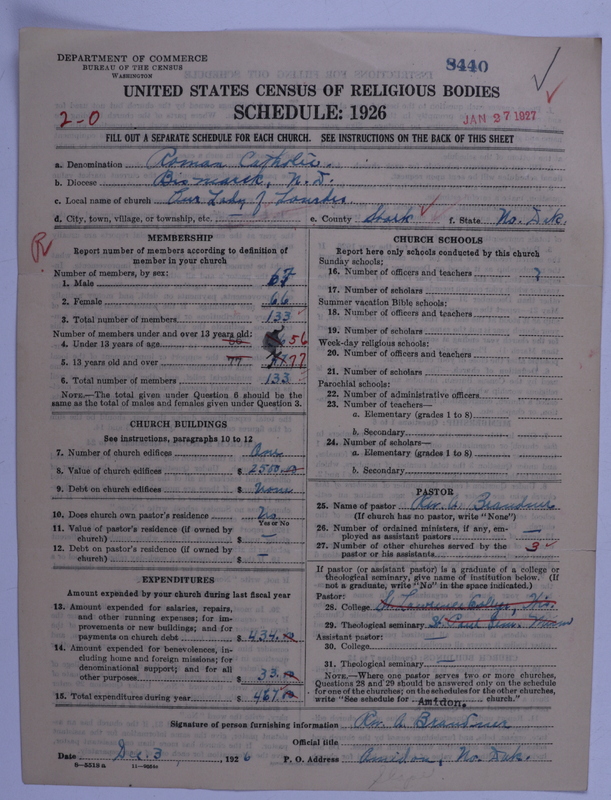 DEPARTMENT OF COMMERCE
BUREAU OF THE CENSUS
WASHINGTON
8440
UNITED STATES CENSUS OF RELIGIOUS BODIES
SCHEDULE: 1926
2-0
JAN 27 1927
FILL OUT A SEPARATE SCHEDULE FOR EACH CHURCH. SEE INSTRUCTIONS ON THE BACK OF THIS SHEET
a. Denomination Roman Catholic.
b. Diocese Bismarck, N. D.
c. Local name of church Our Lady of Lourdes
d. City, town, village, or township, etc.
e. County Stark f. State No. Dak.
R
MEMBERSHIP
Report number of members according to definition of
member in your church
Number of members, by sex:
1. Male 67
2. Female 66
3. Total number of members 133
Number of members under and over 13 years old:
4. Under 13 years of age 56
5. 13 years old and over 77 77
6. Total number of members 133
NOTE.—The total given under Question 6 should be
same as the total of males and females given under Question 3.
CHURCH BUILDINGS
See instructions, paragraphs 10 to 12
7. Number of church edifices One
8. Value of church edifices $ 2500.00
9. Debt on church edifices $ None
10. Does church own pastor's residence No
Yes or No
11. Value of pastor's residence (if owned by
church) $ —
12. Debt on pastor's residence (if owned by
church) $ —
EXPENDITURES
Amount expended by your church during last fiscal year
13. Amount expended for salaries, repairs,
and other running expenses; for im-
provements or new buildings; and for
payments on church debt $ 434.00
14. Amount expended for benevolences, in-
cluding home and foreign missions; for
denominational support; and for all
other purposes $ 33.00
15. Total expenditures during year $ 467.00
CHURCH SCHOOLS
Report here only schools conducted by this church
Sunday schools:
16. Number of officers and teachers
17. Number of scholars
Summer vacation Bible schools:
18. Number of officers and teachers
19. Number of scholars
Week-day religious schools:
20. Number of officers and teachers
21. Number of scholars
Parochial schools:
22. Number of administrative officers
23. Number of teachers—
a. Elementary (grades 1 to 8)
b. Secondary
24. Number of scholars—
a. Elementary (grades 1 to 8)
b. Secondary
PASTOR
25. Name of pastor Rev. A. Brandner
(If church has no pastor, write "None")
26. Number of ordained ministers, if any, em-
ployed as assistant pastors —
27. Number of other churches served by the
pastor or his assistants 3
If pastor (or assistant pastor) is a graduate of a college or
theological seminary, give name of institution below. (If
not a graduate, write "No" in the space indicated.)
Pastor:
28. College St. Lawrence College, Wis.
29. Theological seminary St. Paul Sem.
Assistant pastor: —
30. College
31. Theological seminary —
NOTE.—Where one pastor serves two or more churches,
Questions 28 and 29 should be answered only on the schedule
for one of the churches; on the schedules for the other churches,
write "See schedule for Amidon. church."
Signature of person furnishing information Rev. A Brandner
Official title
Date Dec. 3, 1926 P. O. Address Amidon, No. Dak.
8—5518 a